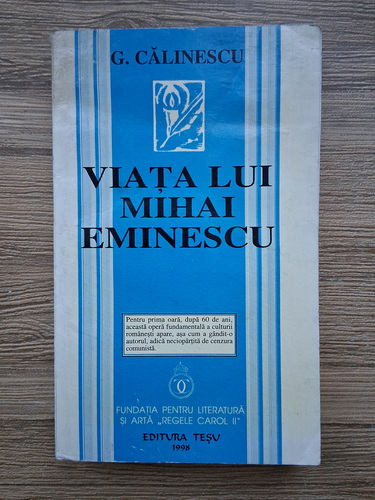 G. CĂLINESCU
VIAȚA LUI
MIHAI
EMINESCU
Pentru prima oară, după 60 de ani,
această operă fundamentală a culturii
românești apare, așa cum a gândit-o
autorul, adică neciopârțită de cenzura
comunistă.
FUNDAȚIA PENTRU LITERATURĂ
ȘI ARTĂ „REGELE CAROL II"
EDITURA TEȘU
1998